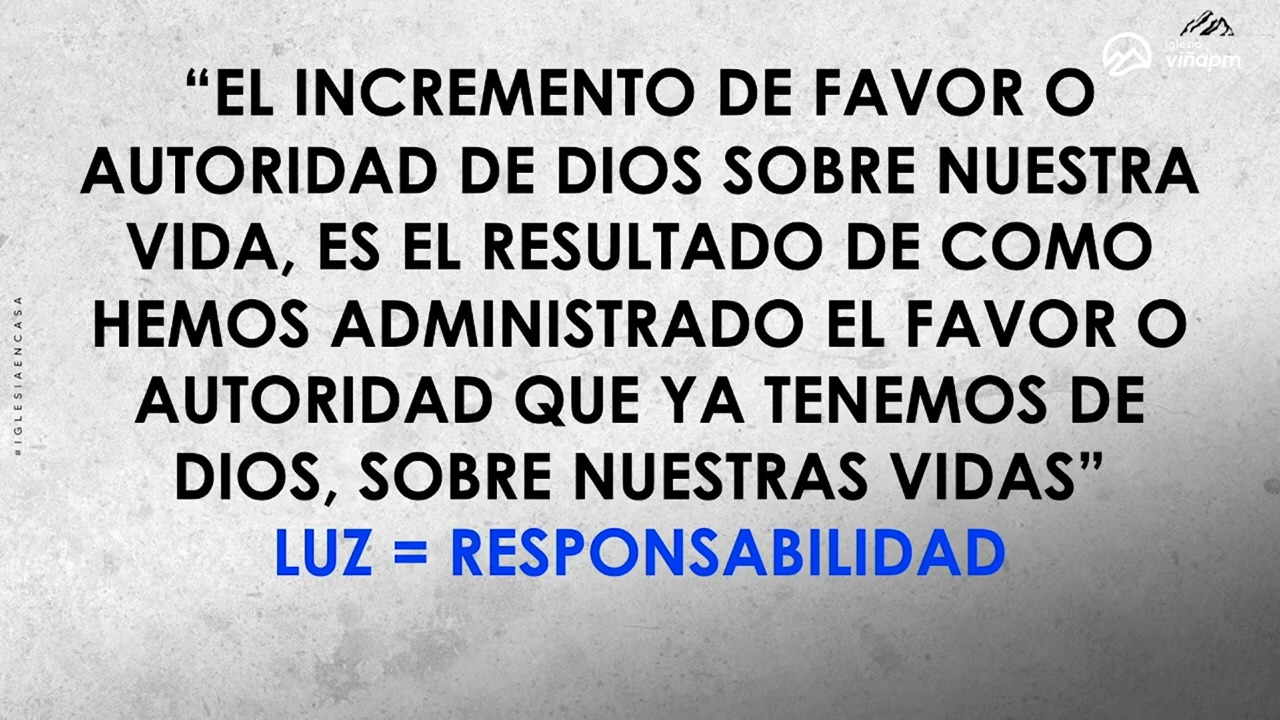 iglesia
viñapm
“EL INCREMENTO DE FAVOR O
AUTORIDAD DE DIOS SOBRE NUESTRA
VIDA, ES EL RESULTADO DE COMO
HEMOS ADMINISTRADO EL FAVOR O
AUTORIDAD QUE YA TENEMOS DE
DIOS, SOBRE NUESTRAS VIDAS”
LUZ = RESPONSABILIDAD
#IGLESIAENCASA